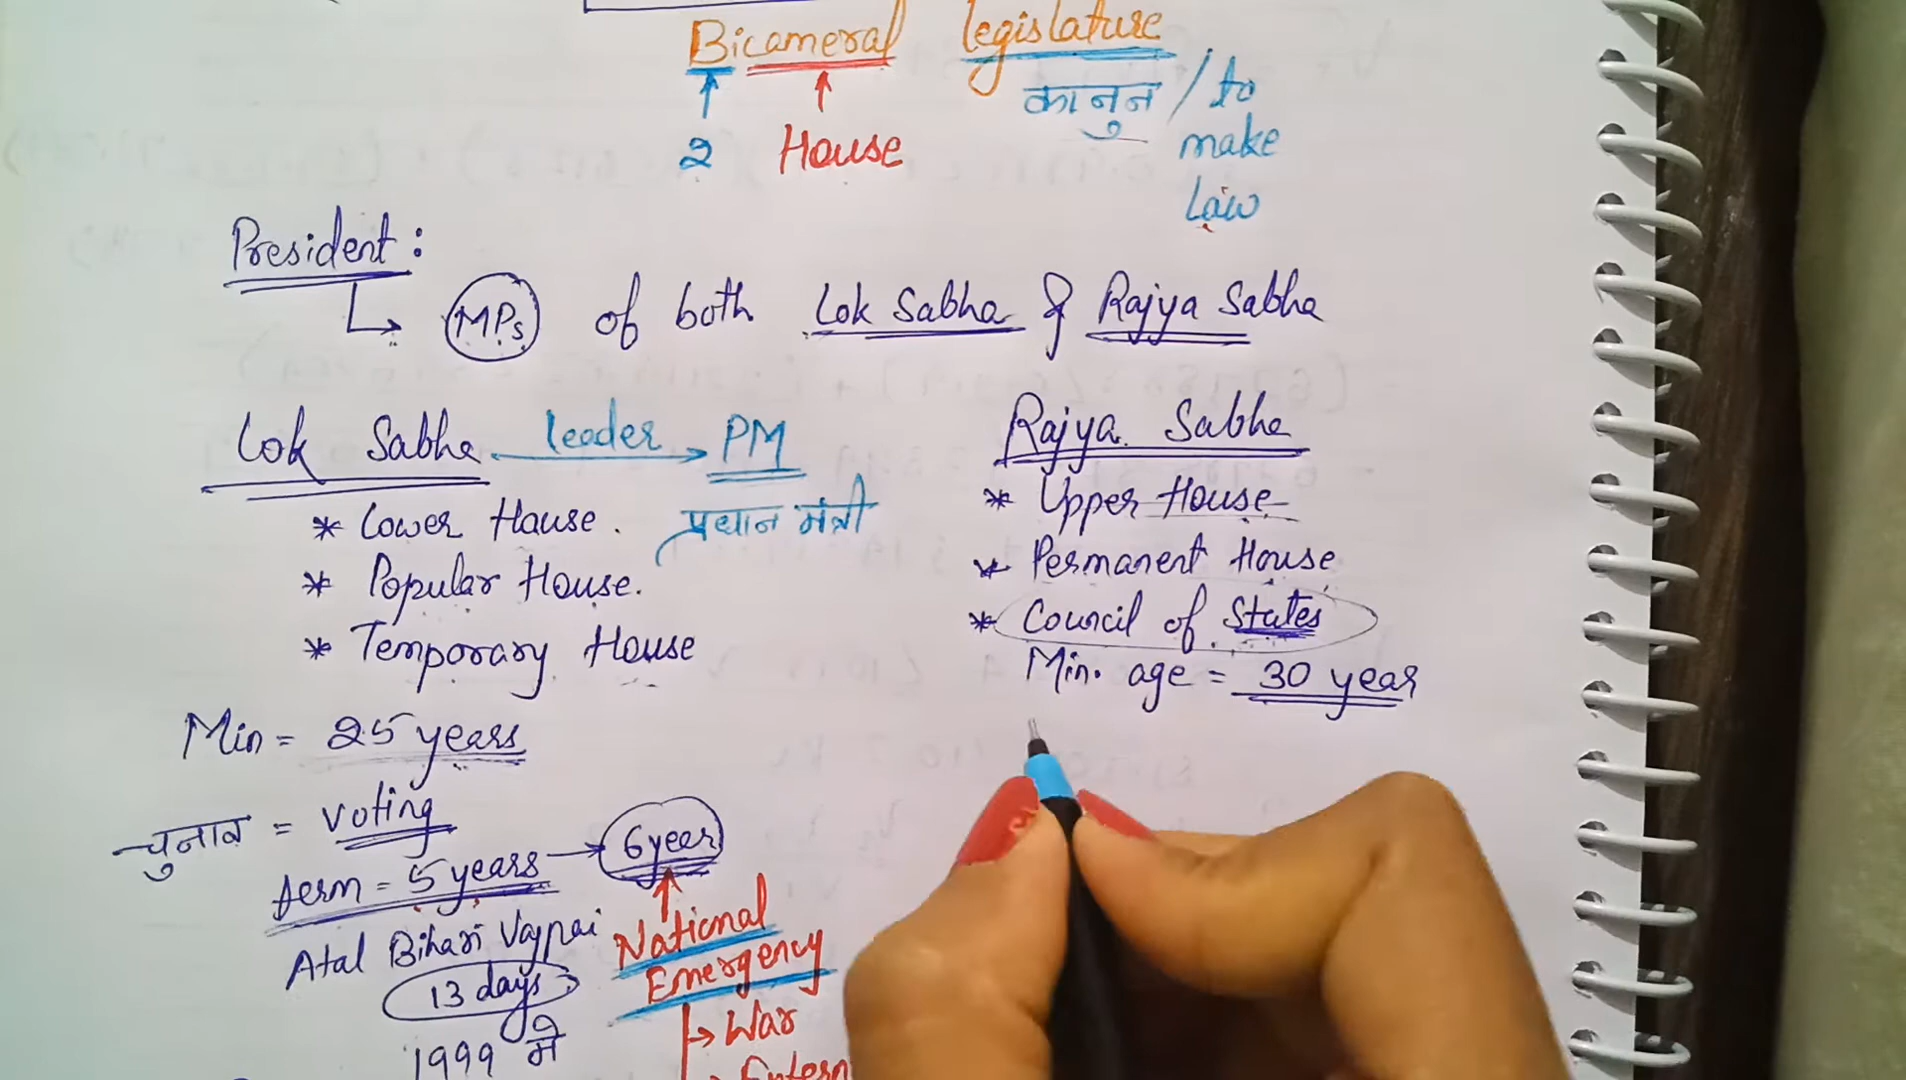 Bicameral legislature
2 House
कानुन / to make law
President :
MPs of both Lok Sabha & Rajya Sabha
Lok Sabha leader PM
प्रधान मंत्री
* Lower House.
* Popular House.
* Temporary House
Min = 25 years
चुनाव = voting
term = 5 years → 6 year
Atal Bihari Vajpai
13 days
1999 मे
National
Emergency
→ War
→ Extern
Rajya Sabha
* Upper House
* Permanent House
* Council of States
Min. age = 30 year